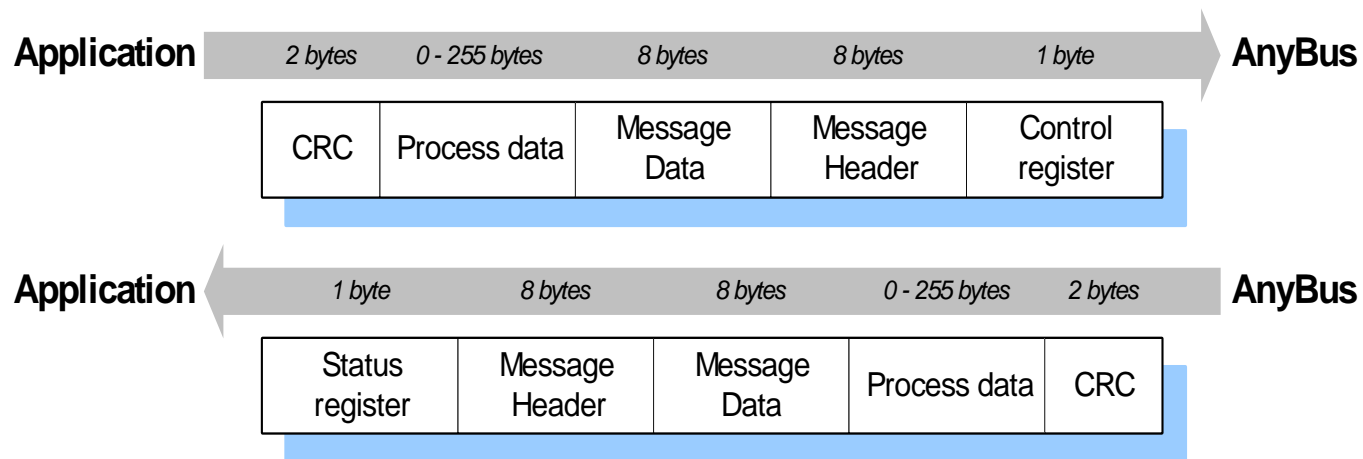 Application 2 bytes 0 - 255 bytes 8 bytes 8 bytes 1 byte AnyBus
CRC Process data Message Data Message Header Control register
Application 1 byte 8 bytes 8 bytes 0 - 255 bytes 2 bytes AnyBus
Status register Message Header Message Data Process data CRC